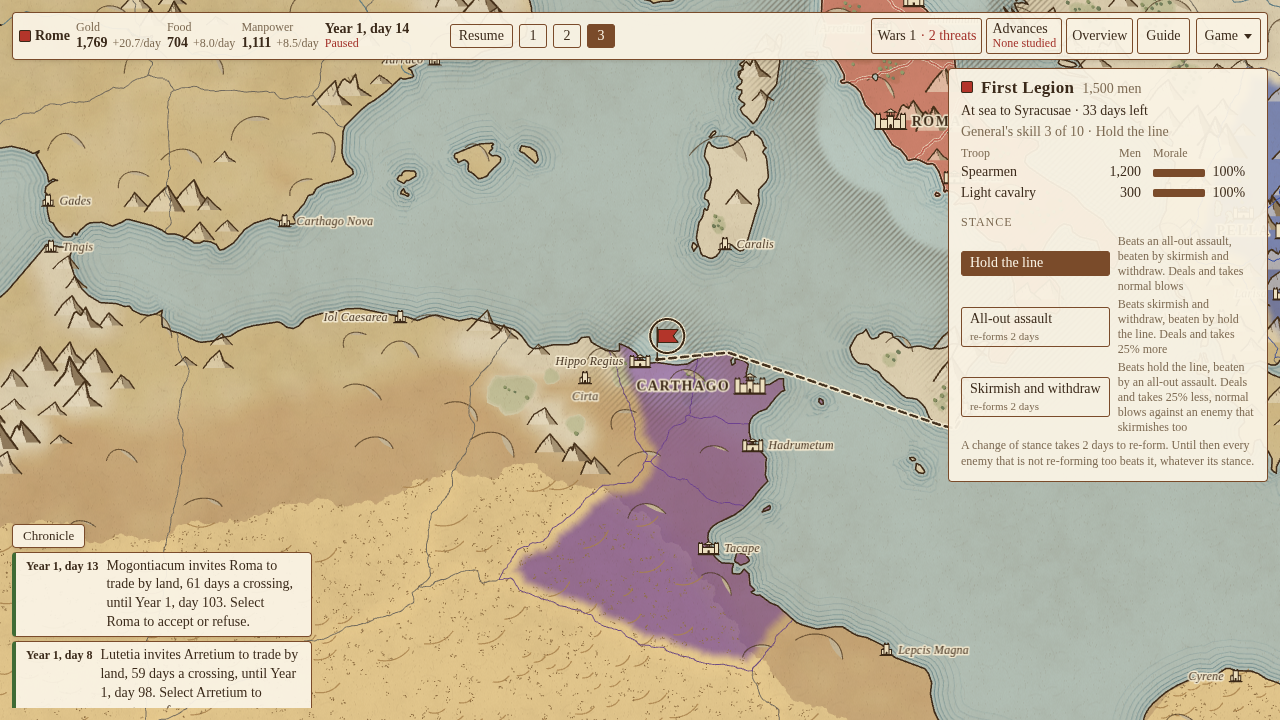 Rome
Gold
1,769 +20.7/day
Food
704 +8.0/day
Manpower
1,111 +8.5/day
Year 1, day 14
Paused
Resume
1
2
3
Wars 1 · 2 threats
Advances
None studied
Overview
Guide
Game
Tarraco
ROM
Gades
Carthago Nova
Tingis
Caralis
Iol Caesarea
Hippo Regius
Cirta
CARTHAGO
Hadrumetum
Tacape
Lepcis Magna
Cyrene
First Legion 1,500 men
At sea to Syracusae · 33 days left
General's skill 3 of 10 · Hold the line
Troop Men Morale
Spearmen 1,200 100%
Light cavalry 300 100%
STANCE
Hold the line
Beats an all-out assault,
beaten by skirmish and
withdraw. Deals and takes
normal blows
All-out assault
re-forms 2 days
Beats skirmish and
withdraw, beaten by hold
the line. Deals and takes
25% more
Skirmish and withdraw
re-forms 2 days
Beats hold the line, beaten
by an all-out assault. Deals
and takes 25% less, normal
blows against an enemy that
skirmishes too
A change of stance takes 2 days to re-form. Until then every
enemy that is not re-forming too beats it, whatever its stance.
Chronicle
Year 1, day 13 Mogontiacum invites Roma to
trade by land, 61 days a crossing,
until Year 1, day 103. Select
Roma to accept or refuse.
Year 1, day 8 Lutetia invites Arretium to trade by
land, 59 days a crossing, until Year
1, day 98. Select Arretium to